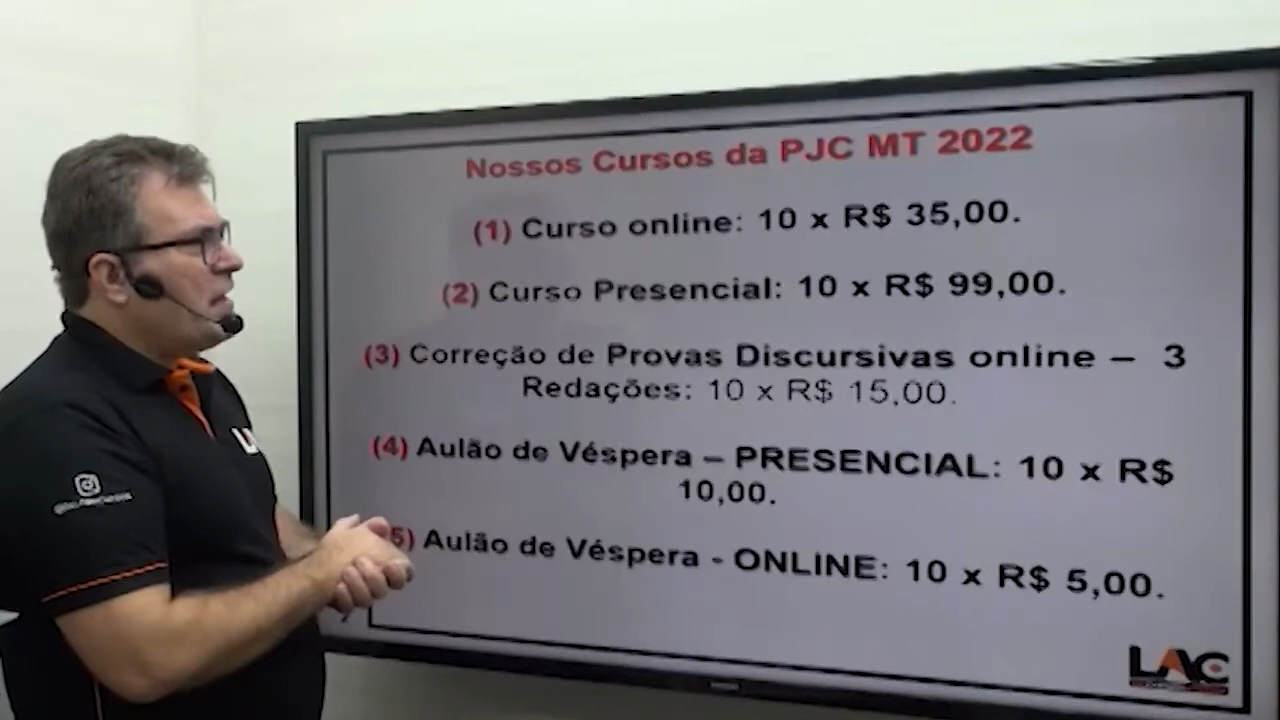 Nossos Cursos da PJC MT 2022
(1) Curso online: 10 x R$ 35,00.
(2) Curso Presencial: 10 x R$ 99,00.
(3) Correção de Provas Discursivas online – 3
Redações: 10 x R$ 15,00.
(4) Aulão de Véspera – PRESENCIAL: 10 x R$
10,00.
5) Aulão de Véspera - ONLINE: 10 x R$ 5,00.
LAC